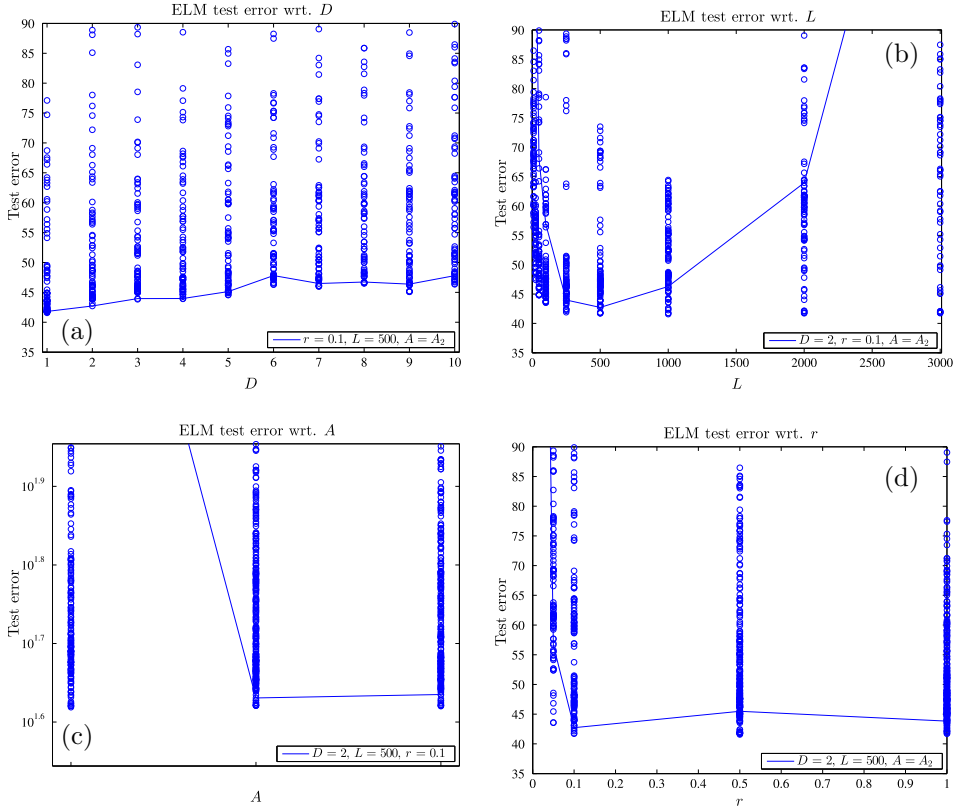 ELM test error wrt. D
Test error
90
85
80
75
70
65
60
55
50
45
40
35
(a)
r = 0.1, L = 500, A = A₂
1 2 3 4 5 6 7 8 9 10
D
ELM test error wrt. L
Test error
90
85
80
75
70
65
60
55
50
45
40
35
(b)
D = 2, r = 0.1, A = A₂
0 500 1000 1500 2000 2500 3000
L
ELM test error wrt. A
Test error
10^1.9
10^1.8
10^1.7
10^1.6
(c)
D = 2, L = 500, r = 0.1
A
ELM test error wrt. r
Test error
90
85
80
75
70
65
60
55
50
45
40
35
(d)
D = 2, L = 500, A = A₂
0 0.1 0.2 0.3 0.4 0.5 0.6 0.7 0.8 0.9 1
r